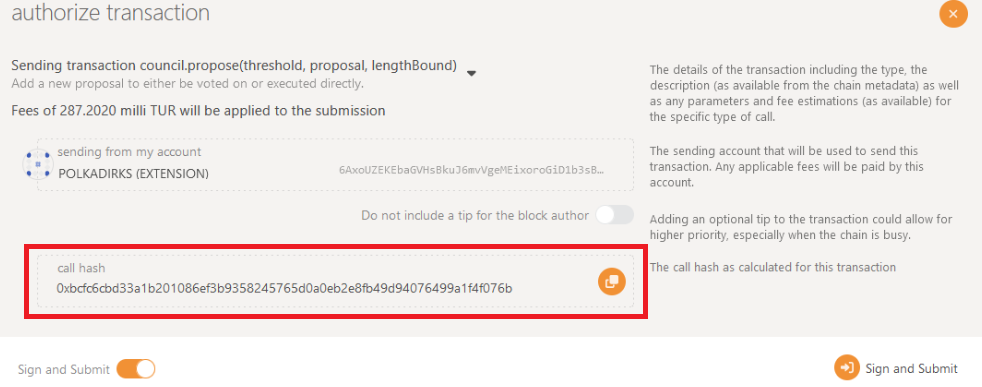 authorize transaction
Sending transaction council.propose(threshold, proposal, lengthBound)
Add a new proposal to either be voted on or executed directly.
Fees of 287.2020 milli TUR will be applied to the submission
The details of the transaction including the type, the
description (as available from the chain metadata) as well
as any parameters and fee estimations (as available) for
the specific type of call.
sending from my account
POLKADIRKS (EXTENSION)
6AxoUZEKEbaGVHsBkuJ6mvVgeMEixoroGiD1b3sB…
The sending account that will be used to send this
transaction. Any applicable fees will be paid by this
account.
Do not include a tip for the block author
Adding an optional tip to the transaction could allow for
higher priority, especially when the chain is busy.
call hash
0xbcfc6cbd33a1b201086ef3b9358245765d0a0eb2e8fb49d94076499a1f4f076b
The call hash as calculated for this transaction
Sign and Submit
Sign and Submit